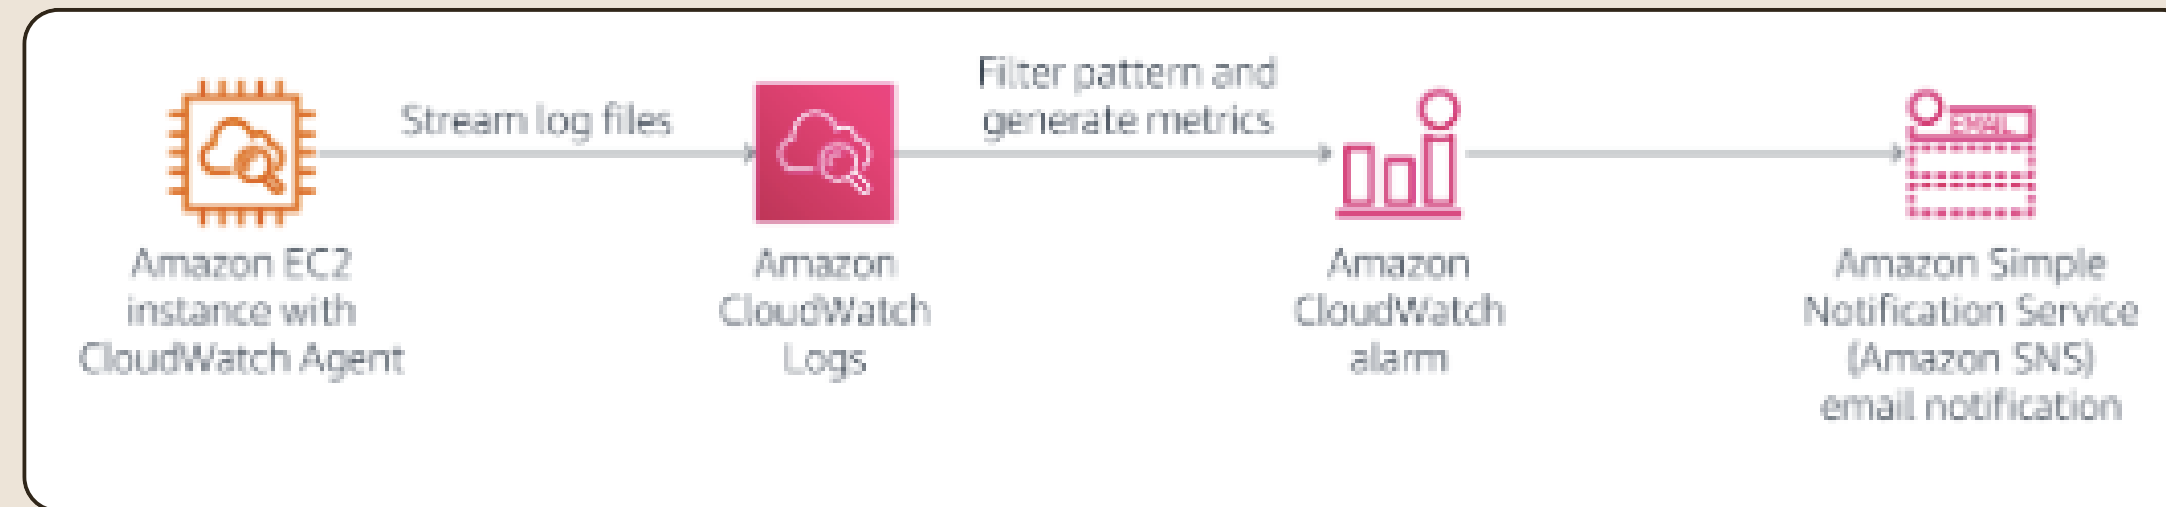 Filter pattern and
Stream log files
generate metrics
EMAIL
Amazon EC2
instance with
CloudWatch Agent
Amazon
CloudWatch
Logs
Amazon
CloudWatch
alarm
Amazon Simple
Notification Service
(Amazon SNS)
email notification